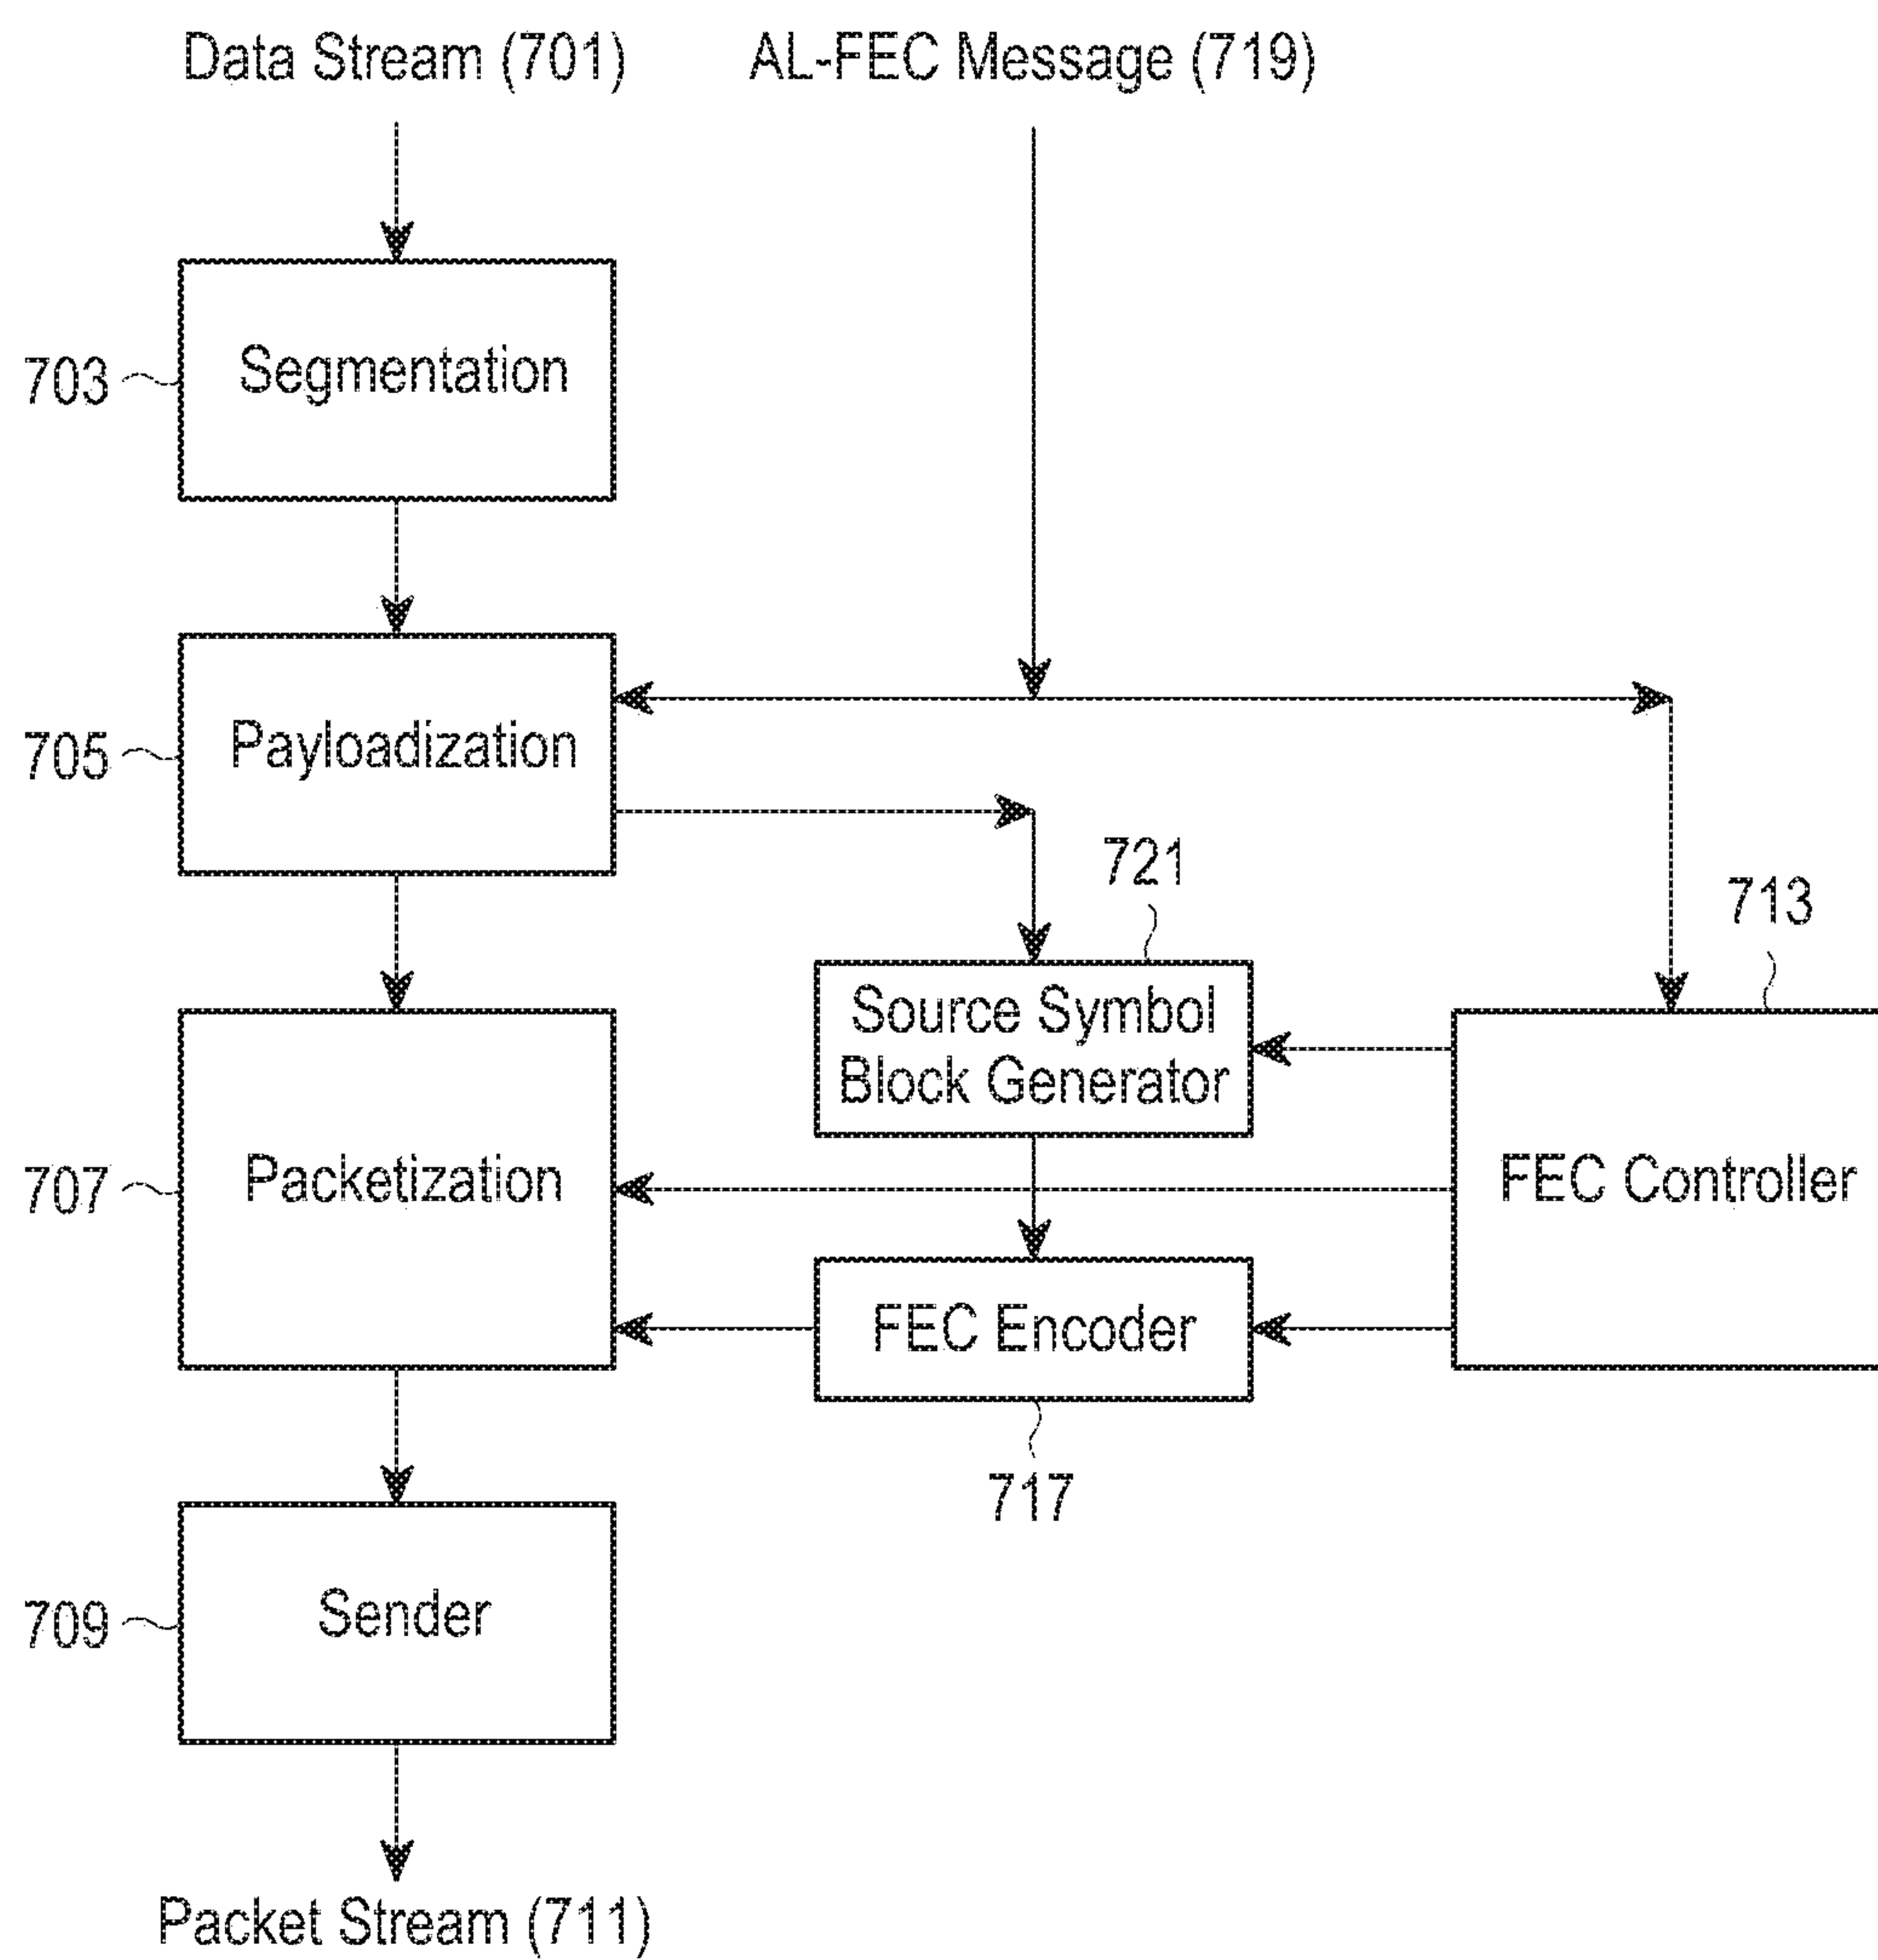 Data Stream (701)
AL-FEC Message (719)
703
Segmentation
705
Payloadization
721
713
Source Symbol
Block Generator
707
Packetization
FEC Controller
FEC Encoder
717
709
Sender
Packet Stream (711)